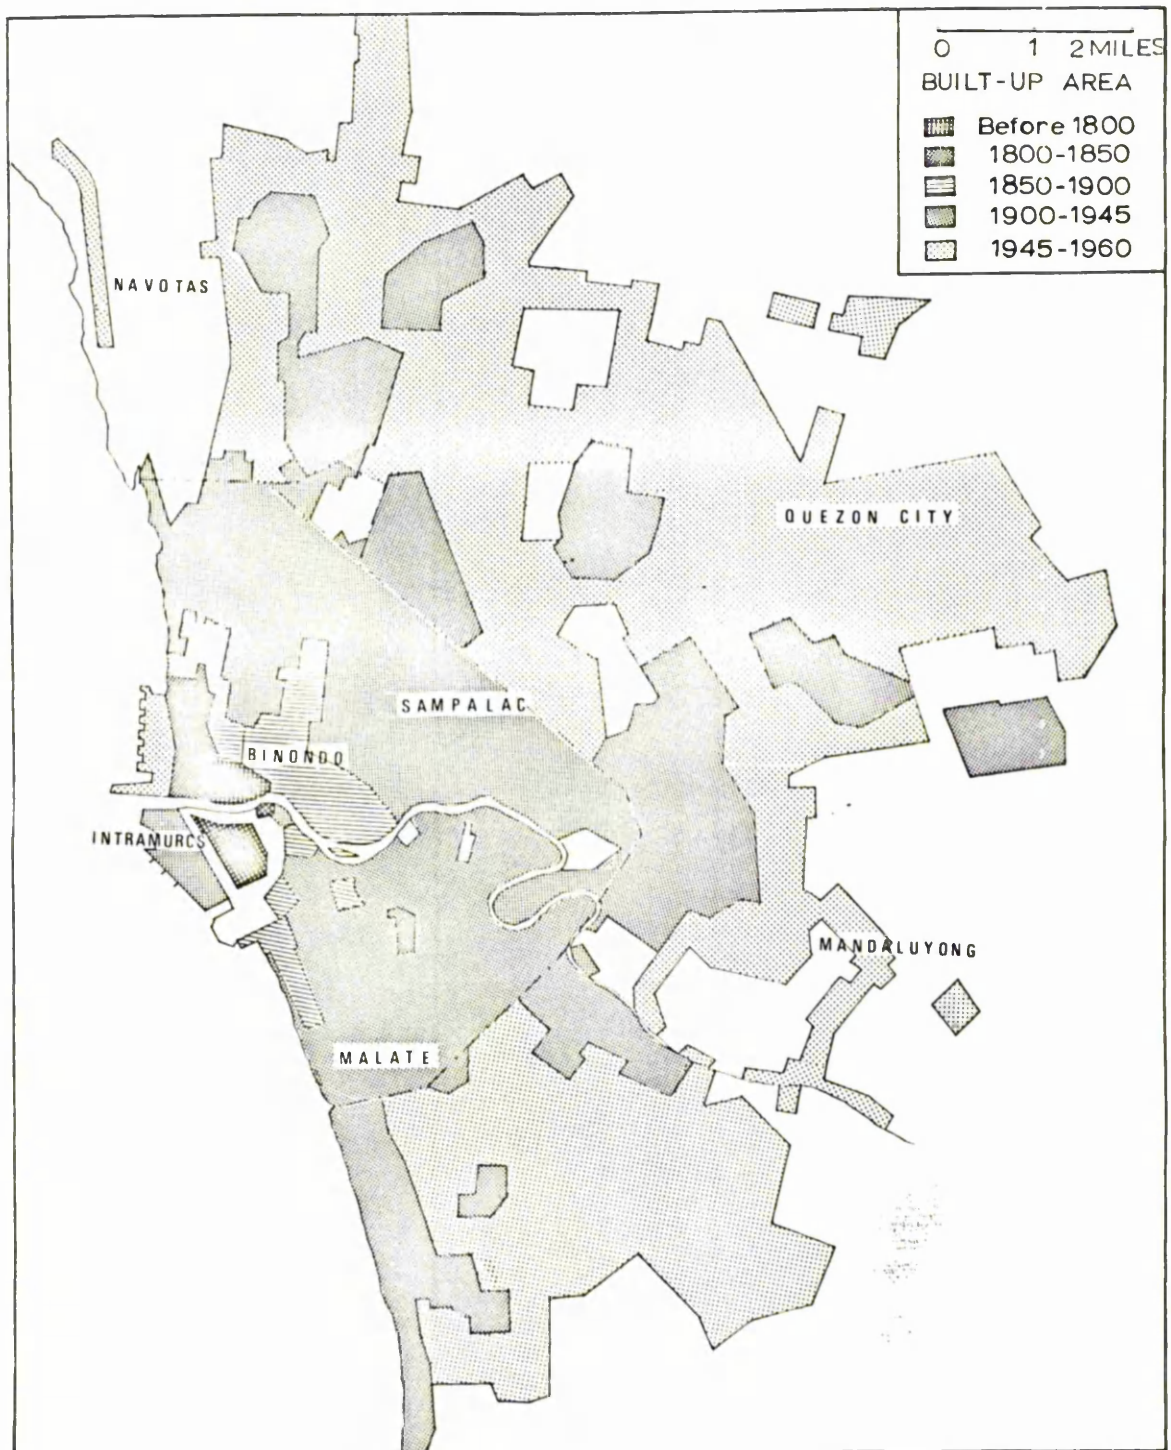 0 1 2 MILES
BUILT-UP AREA
Before 1800
1800-1850
1850-1900
1900-1945
1945-1960
NAVOTAS
QUEZON CITY
SAMPALAC
BINONDO
INTRAMURCS
MANDALUYONG
MALATE